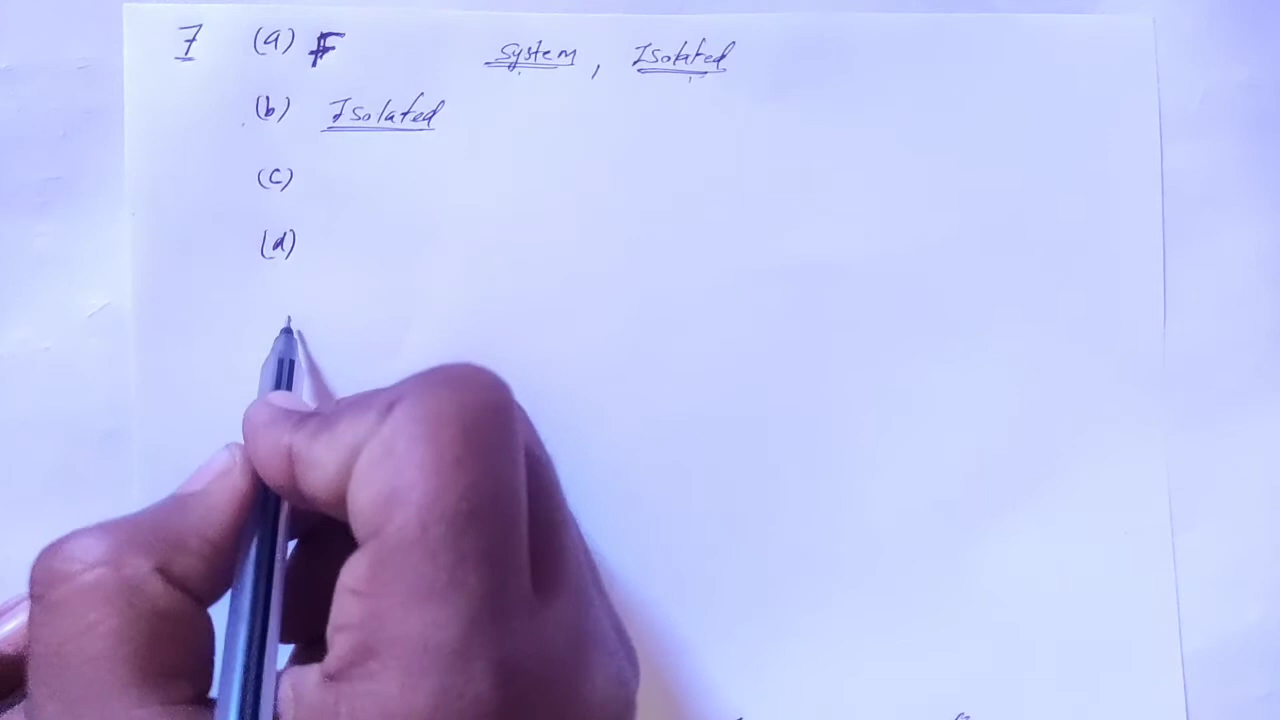 7 (a) F system, Isolated
(b) Isolated
(c)
(d)